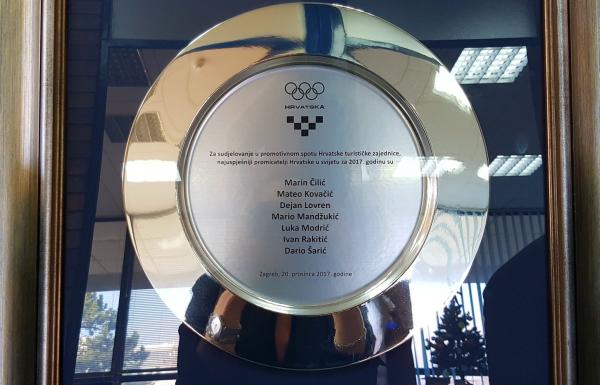 HRVATSKA
Za sudjelovanje u promotivnom spotu Hrvatske turističke zajednice,
najuspješniji promicatelji Hrvatske u svijetu za 2017. godinu su
Marin Čilić
Mateo Kovačić
Dejan Lovren
Mario Mandžukić
Luka Modrić
Ivan Rakitić
Dario Šarić
Zagreb, 20. prosinca 2017. godine